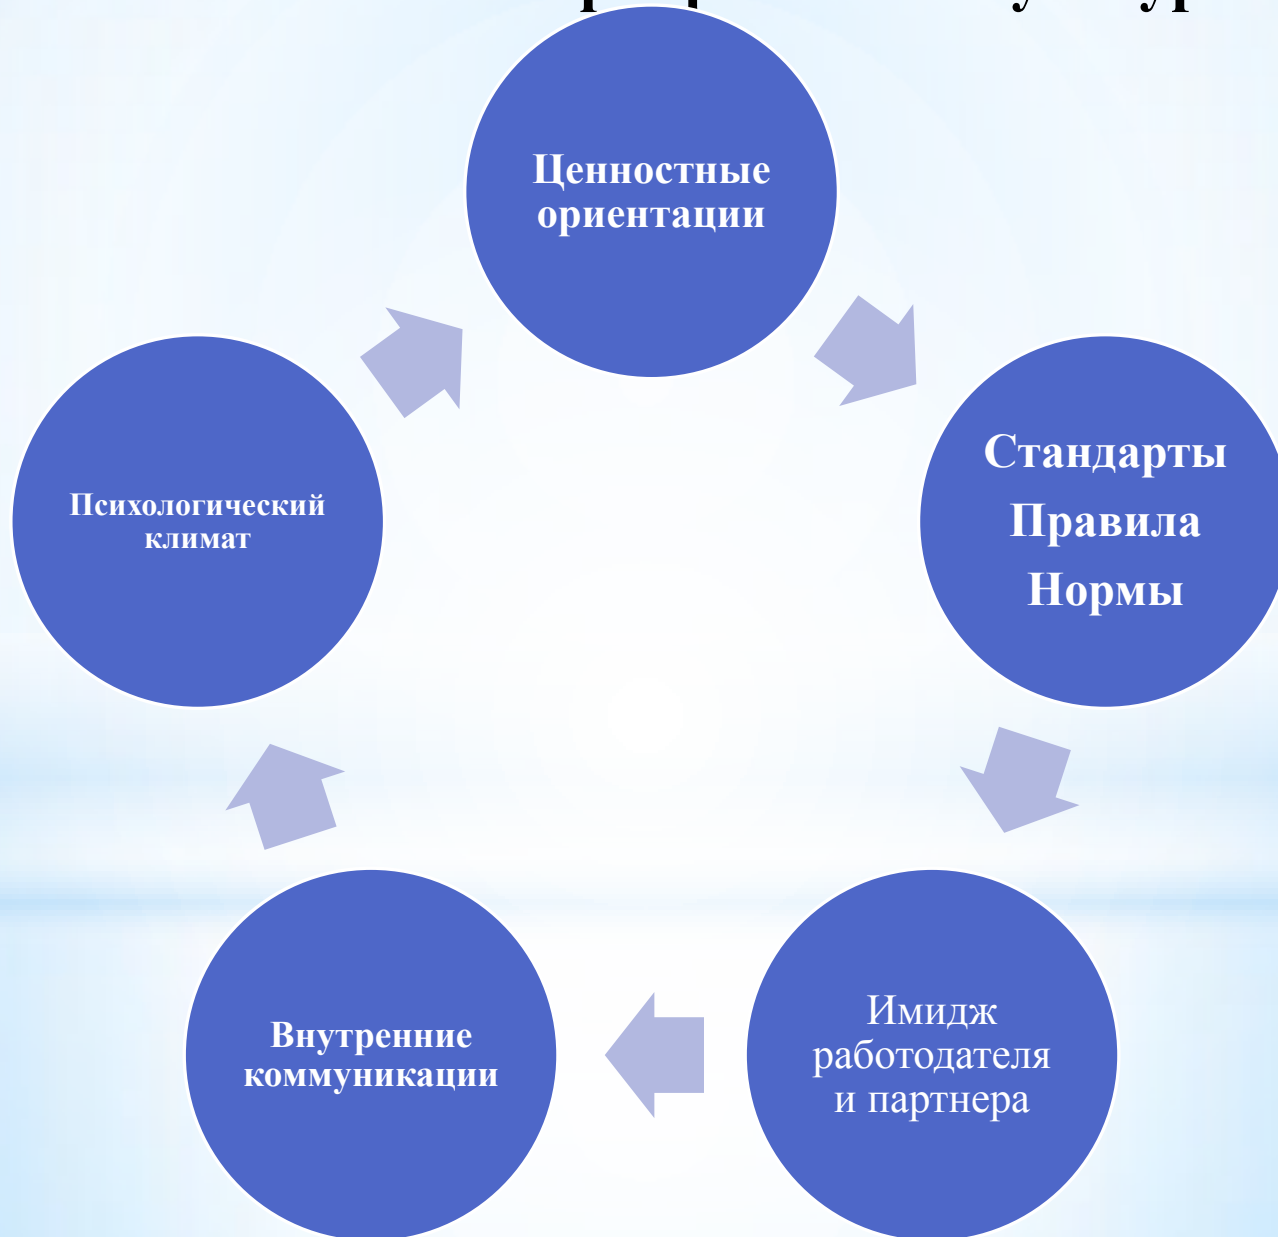 Ценностные
ориентации
Стандарты
Правила
Нормы
Имидж
работодателя
и партнера
Внутренние
коммуникации
Психологический
климат